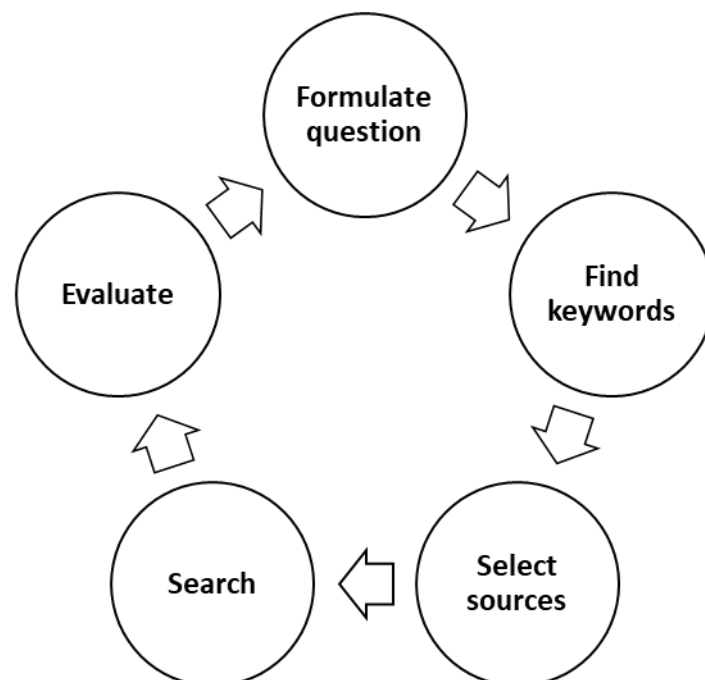 Formulate
question
Find
keywords
Select
sources
Search
Evaluate